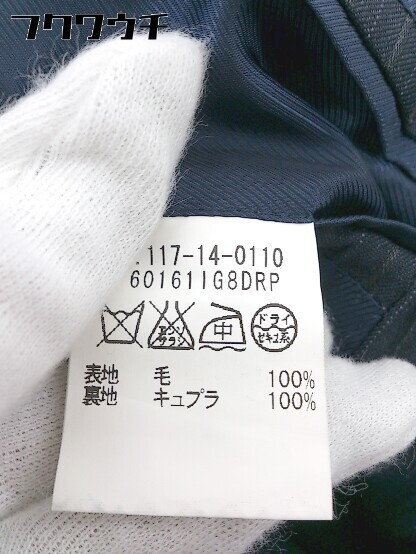 フクワウチ
.117-14-0110
601611G8DRP
エンソ
サラシ
中
ドライ
セキユ系
表地 毛 100%
裏地 キュプラ 100%